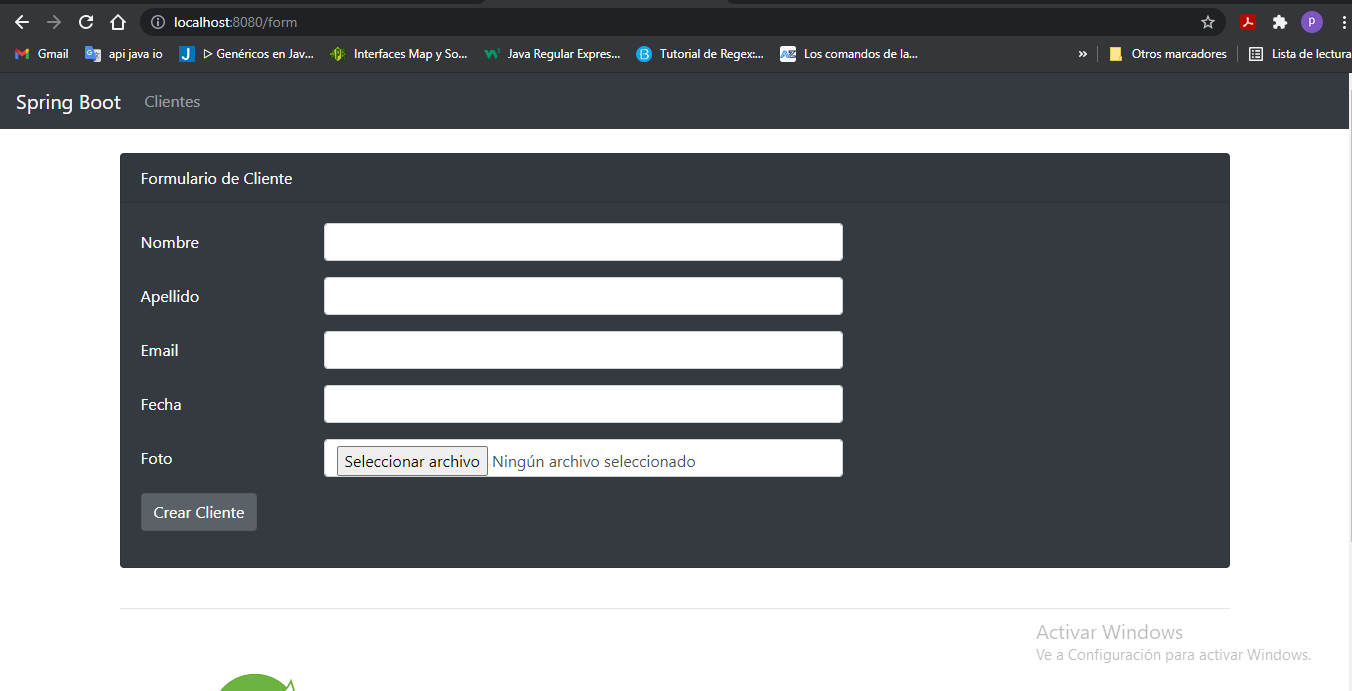 localhost:8080/form
Gmail
api java io
ᐅ Genéricos en Jav...
Interfaces Map y So...
Java Regular Expres...
Tutorial de Regex:...
Los comandos de la...
»
Otros marcadores
Lista de lectura
Spring Boot
Clientes
Formulario de Cliente
Nombre
Apellido
Email
Fecha
Foto
Seleccionar archivo Ningún archivo seleccionado
Crear Cliente
Activar Windows
Ve a Configuración para activar Windows.